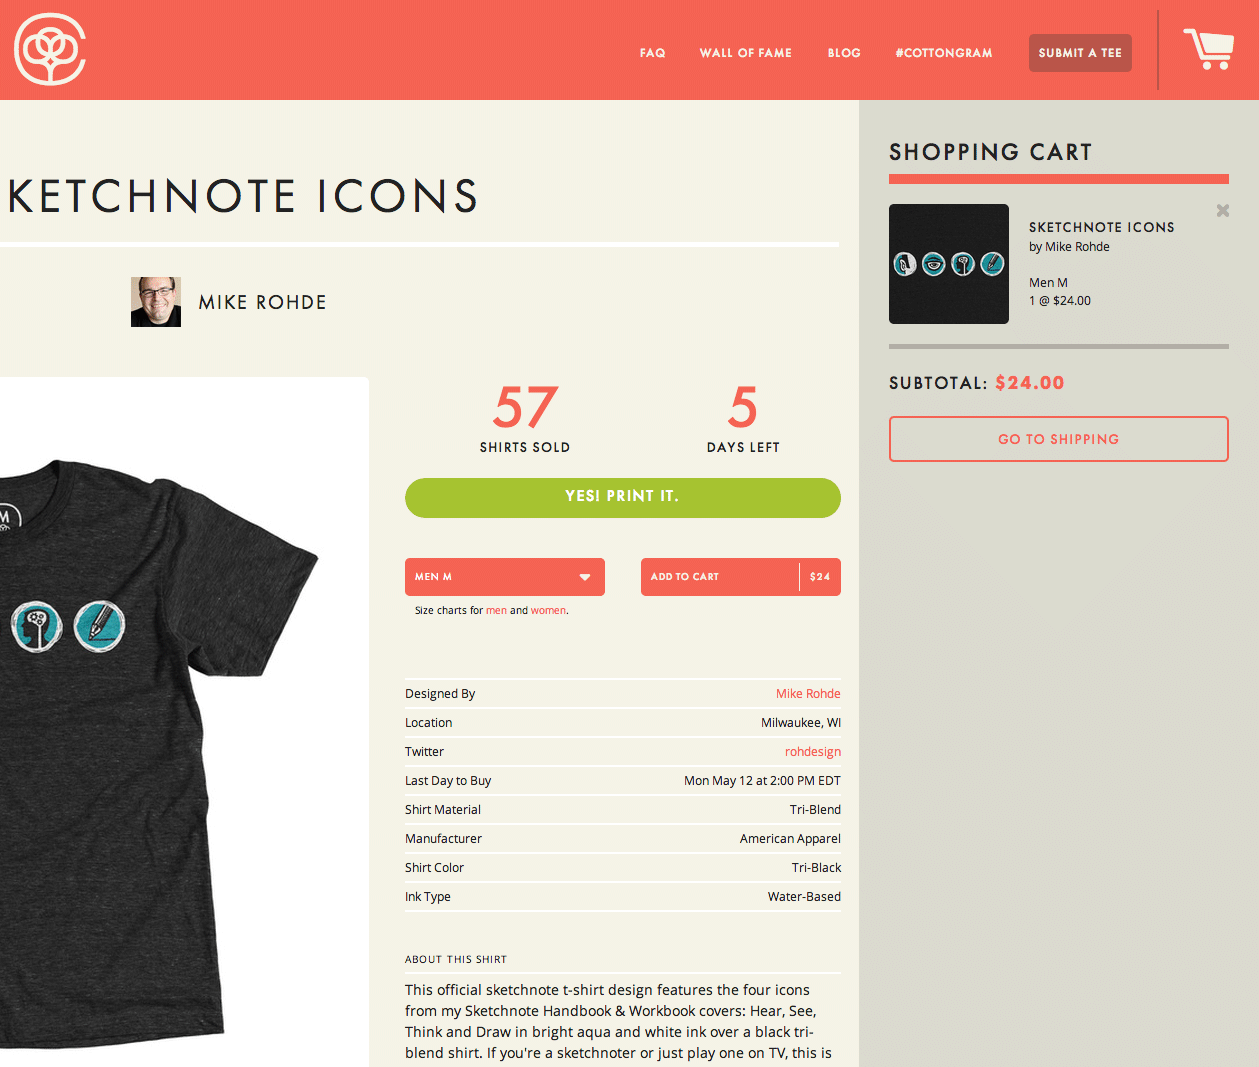 FAQ
WALL OF FAME
BLOG
#COTTONGRAM
SUBMIT A TEE
KETCHNOTE ICONS
MIKE ROHDE
57
SHIRTS SOLD
5
DAYS LEFT
YES! PRINT IT.
MEN M
ADD TO CART
$24
Size charts for men and women.
M
Designed By Mike Rohde
Location Milwaukee, WI
Twitter rohdesign
Last Day to Buy Mon May 12 at 2:00 PM EDT
Shirt Material Tri-Blend
Manufacturer American Apparel
Shirt Color Tri-Black
Ink Type Water-Based
ABOUT THIS SHIRT
This official sketchnote t-shirt design features the four icons
from my Sketchnote Handbook & Workbook covers: Hear, See,
Think and Draw in bright aqua and white ink over a black tri-
blend shirt. If you're a sketchnoter or just play one on TV, this is
SHOPPING CART
SKETCHNOTE ICONS
by Mike Rohde
Men M
1 @ $24.00
SUBTOTAL: $24.00
GO TO SHIPPING